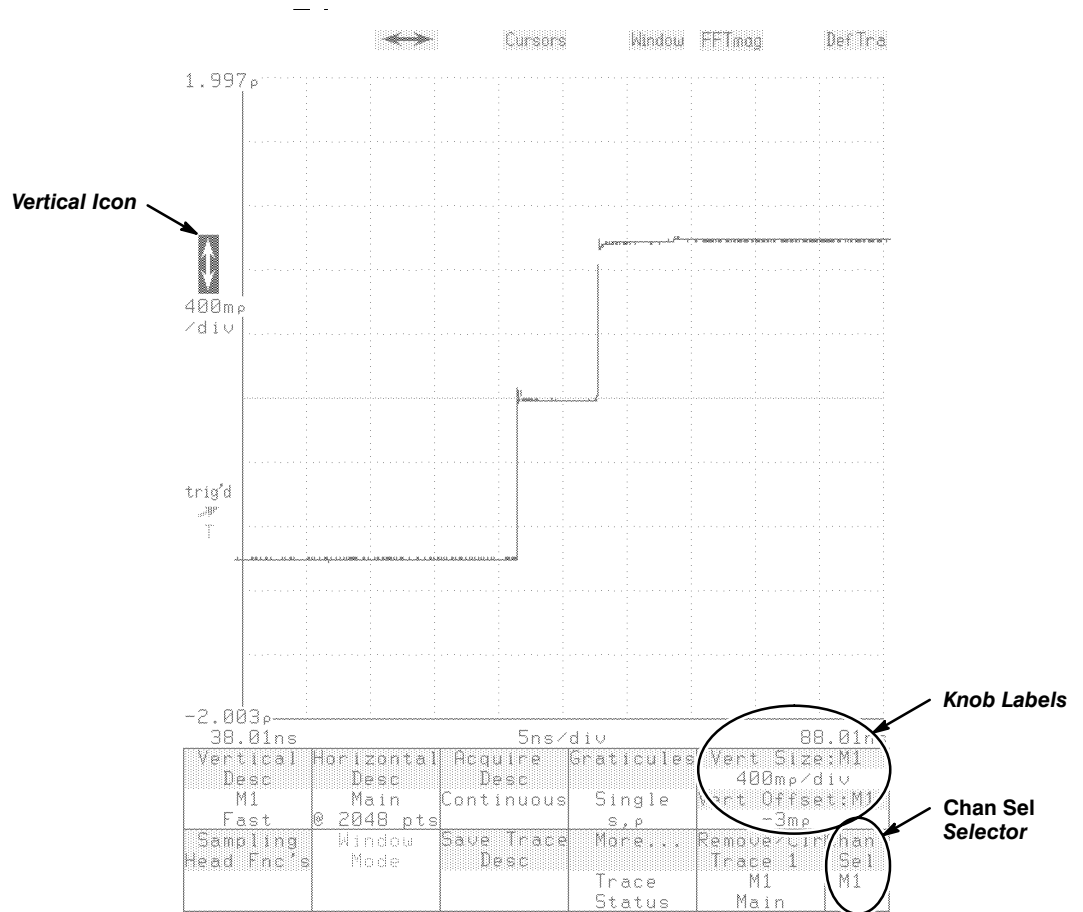 Cursors Window FFTmag DefTra
1.997ρ
Vertical Icon
400mρ
/div
trig'd
T
-2.003ρ
38.01ns 5ns/div 88.01ns
Knob Labels
Vertical Horizontal Acquire Graticules Vert Size:M1
Desc Desc Desc 400mρ/div
M1 Main Continuous Single Vert Offset:M1
Fast @ 2048 pts s,ρ -3mρ
Chan Sel
Selector
Sampling Window Save Trace More... Remove/Clr Chan
Head Fnc's Mode Desc Trace 1 Sel
Trace M1 M1
Status Main